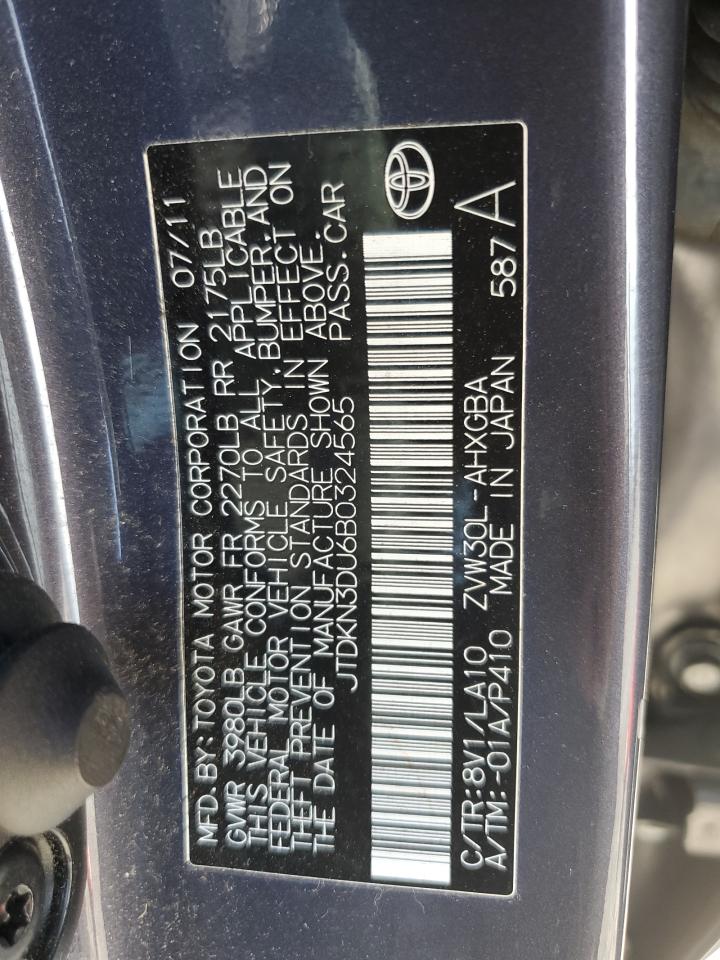 MFD. BY: TOYOTA MOTOR CORPORATION 07/11
GVWR 3980LB GAWR FR 2270LB RR 2175LB
THIS VEHICLE CONFORMS TO ALL APPLICABLE
FEDERAL MOTOR VEHICLE SAFETY, BUMPER, AND
THEFT PREVENTION STANDARDS IN EFFECT ON
THE DATE OF MANUFACTURE SHOWN ABOVE.
JTDKN3DU6B0324565 PASS. CAR
C/TR: 8V1/LA10 ZVW30L-AHXGBA
A/TM: -01A/P410 MADE IN JAPAN 587 A